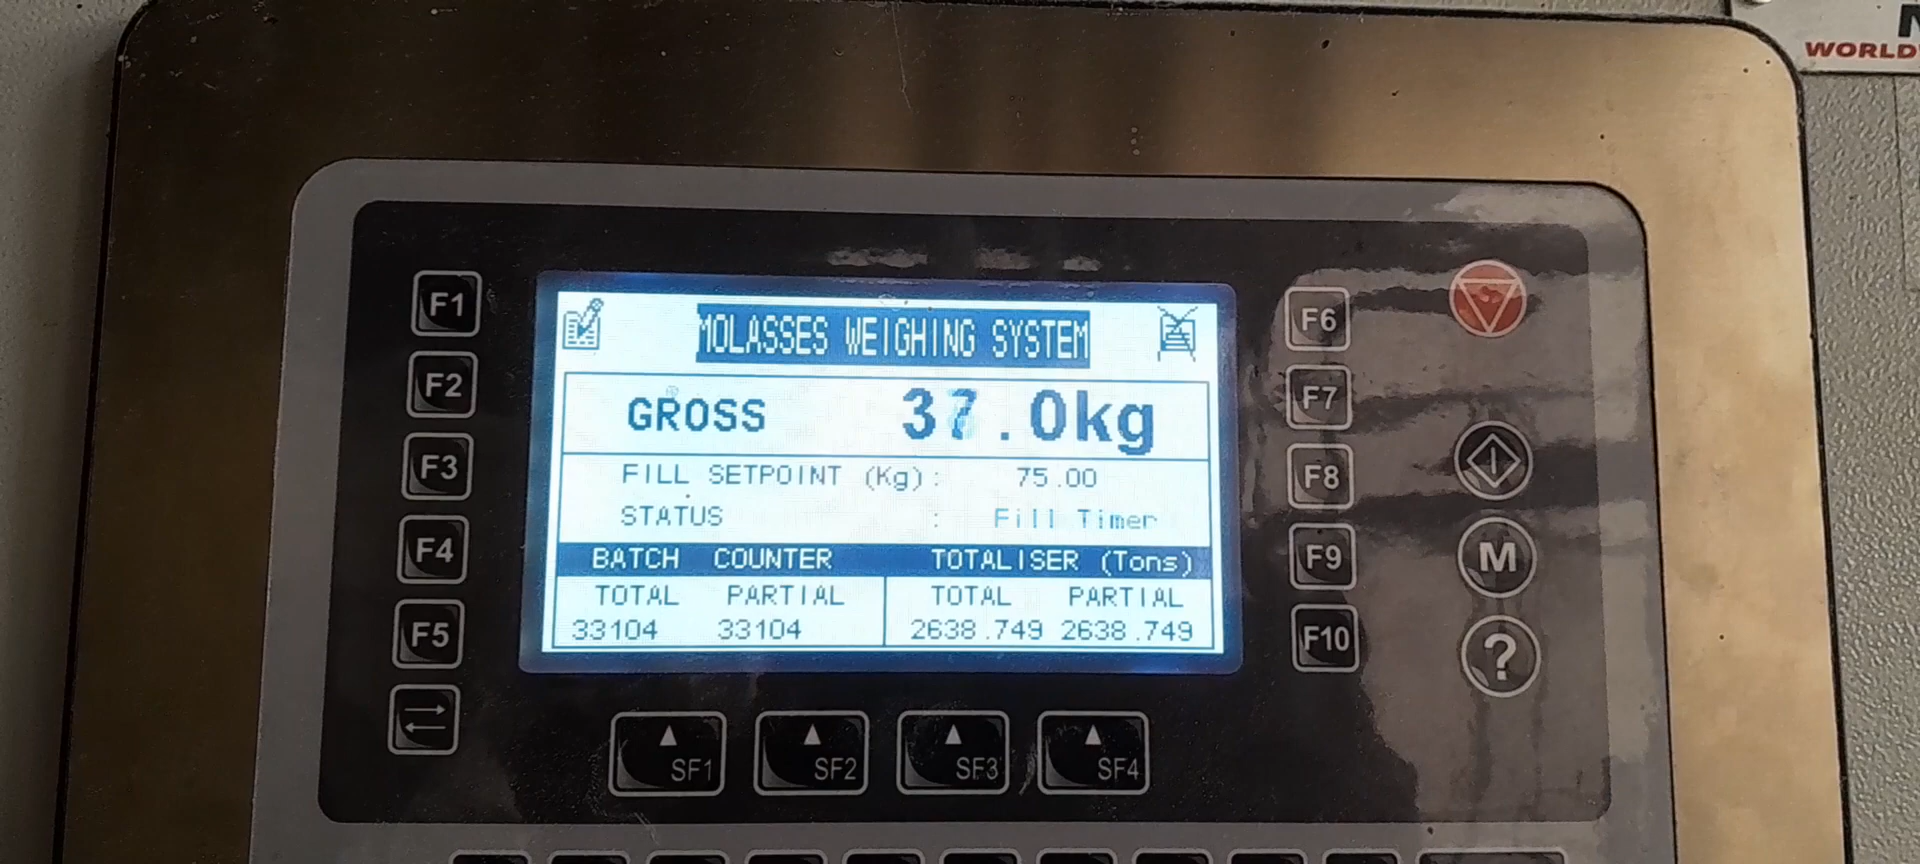 WORLD
MOLASSES WEIGHING SYSTEM
GROSS 37.0kg
FILL SETPOINT (Kg): 75.00
STATUS : Fill Timer
BATCH COUNTER TOTALISER (Tons)
TOTAL PARTIAL TOTAL PARTIAL
33104 33104 2638.749 2638.749
F1
F2
F3
F4
F5
F6
F7
F8
F9
F10
M
?
SF1 SF2 SF3 SF4